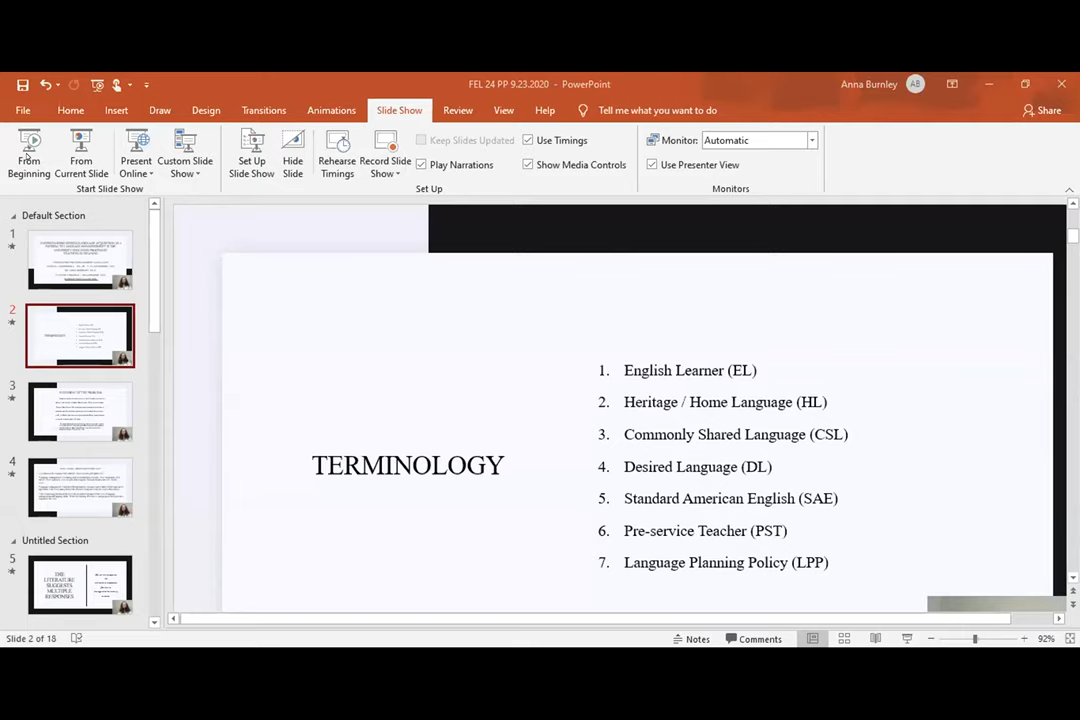 FEL 24 PP 9.23.2020 - PowerPoint
Anna Burnley AB
File Home Insert Draw Design Transitions Animations Slide Show Review View Help Tell me what you want to do Share
From Beginning
From Current Slide
Present Online
Custom Slide Show
Set Up Slide Show
Hide Slide
Rehearse Timings
Record Slide Show
Keep Slides Updated
Play Narrations
Use Timings
Show Media Controls
Monitor: Automatic
Use Presenter View
Start Slide Show
Set Up
Monitors
Default Section
1
2
TERMINOLOGY
3
4
Untitled Section
5
THE
LITERATURE
SUGGESTS
MULTIPLE
RESPONSES
TERMINOLOGY
1. English Learner (EL)
2. Heritage / Home Language (HL)
3. Commonly Shared Language (CSL)
4. Desired Language (DL)
5. Standard American English (SAE)
6. Pre-service Teacher (PST)
7. Language Planning Policy (LPP)
Slide 2 of 18
Notes
Comments
92%